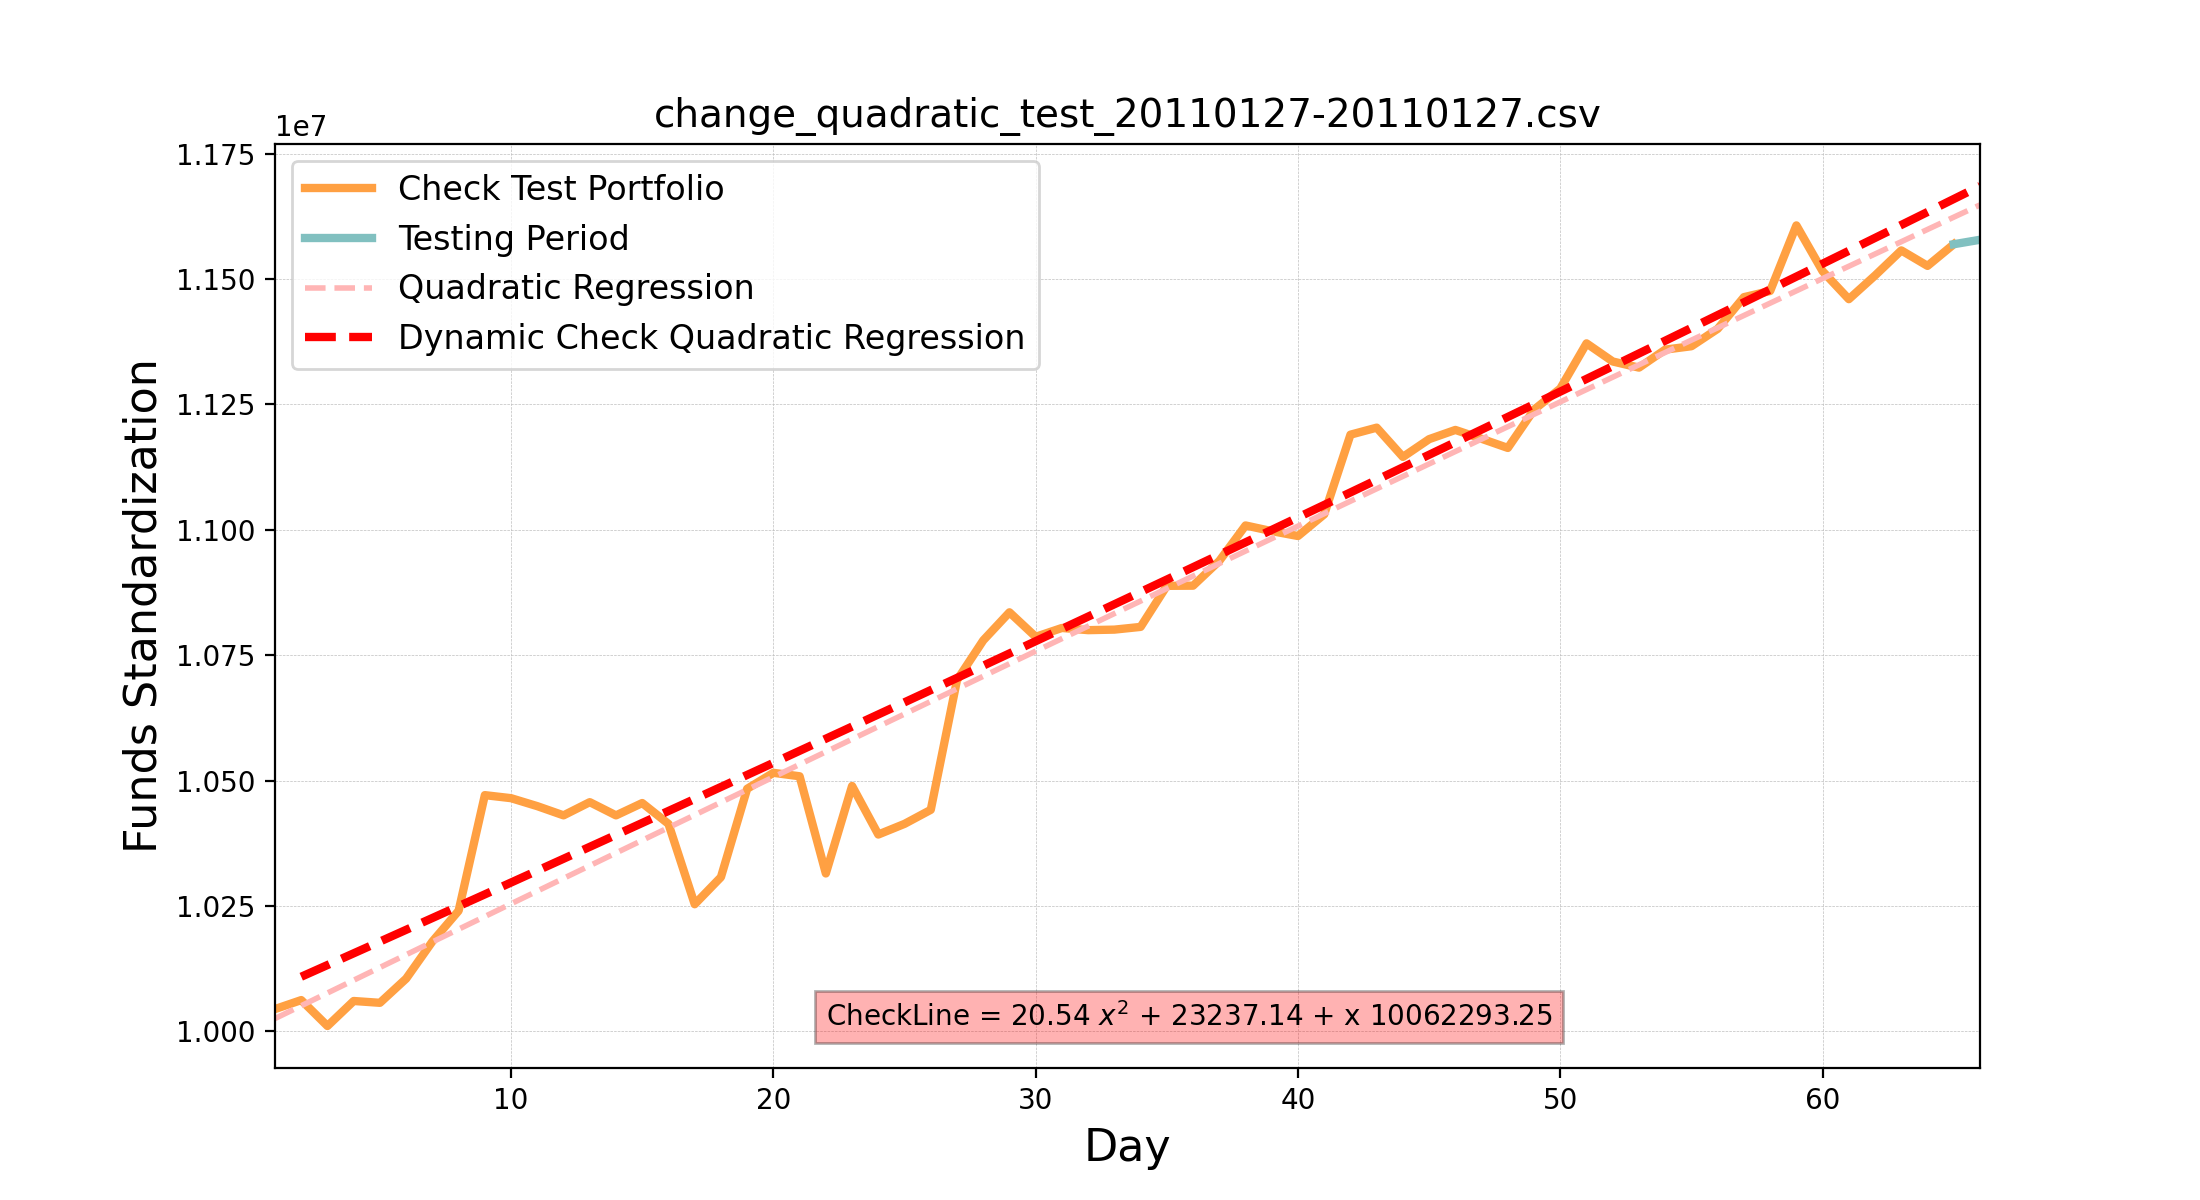 change_quadratic_test_20110127-20110127.csv
1e7
1.175
1.150
1.125
1.100
1.075
1.050
1.025
1.000
Funds Standardization
Check Test Portfolio
Testing Period
Quadratic Regression
Dynamic Check Quadratic Regression
CheckLine = 20.54 x² + 23237.14 + x 10062293.25
10 20 30 40 50 60
Day